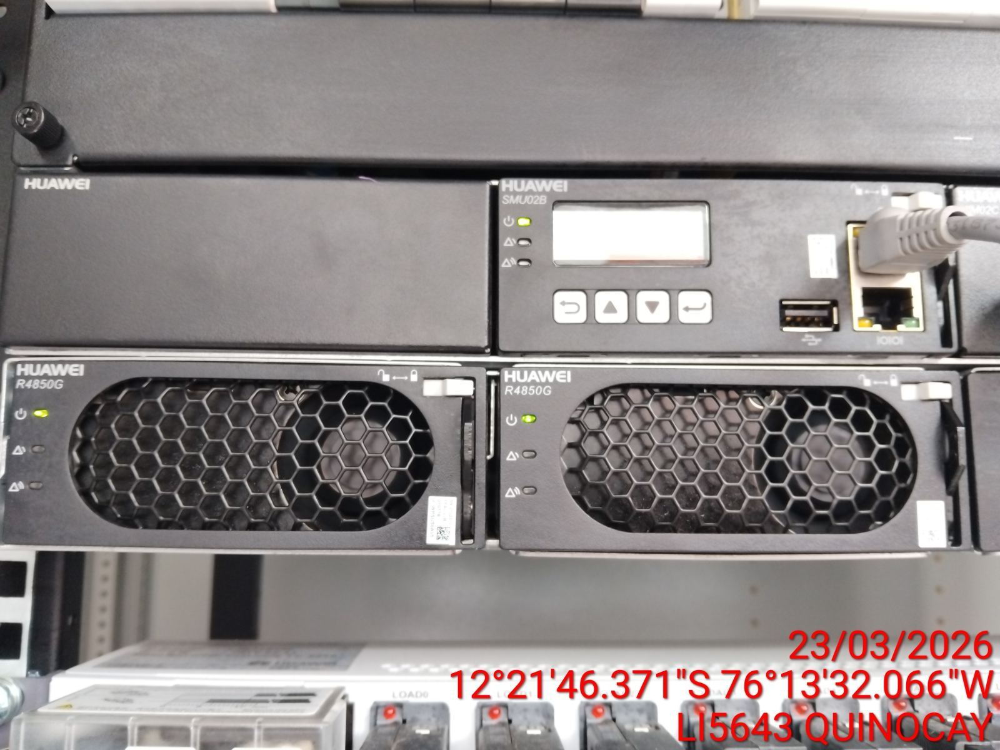 HUAWEI
HUAWEI
SMU02B
HUAWEI
R4850G
HUAWEI
R4850G
LOAD0
23/03/2026
12°21'46.371"S 76°13'32.066"W
LI5643 QUINOCAY